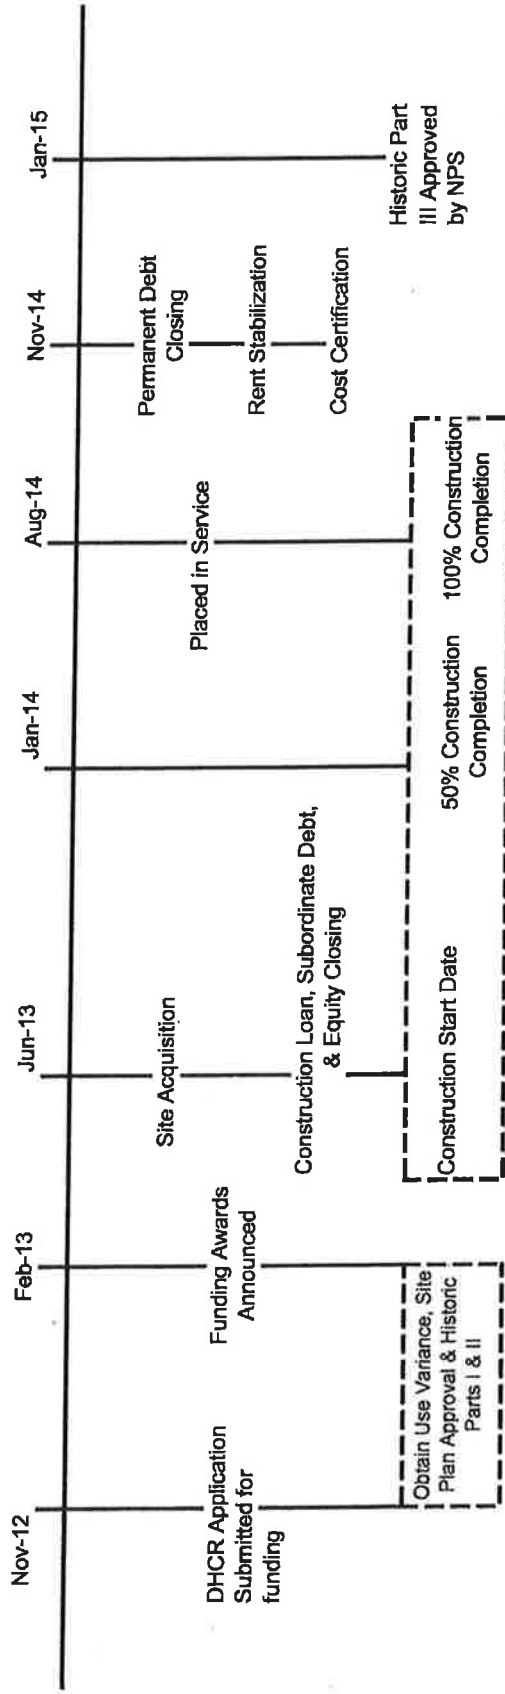 Nov-12
Feb-13
Jun-13
Jan-14
Aug-14
Nov-14
Jan-15
DHCR Application
Submitted for
funding
Obtain Use Variance, Site
Plan Approval & Historic
Parts I & II
Funding Awards
Announced
Site Acquisition
Construction Loan, Subordinate Debt,
& Equity Closing
Construction Start Date
50% Construction
Completion
Placed in Service
100% Construction
Completion
Permanent Debt
Closing
Rent Stabilization
Cost Certification
Historic Part
III Approved
by NPS